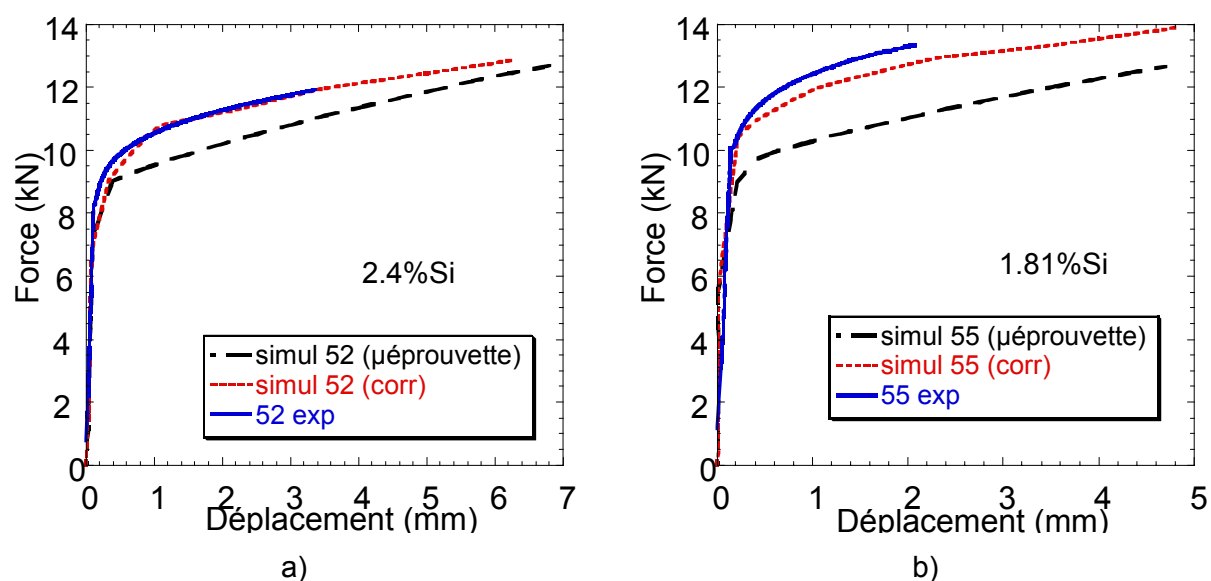 14
12
10
8
6
4
2
0
Force (kN)
2.4%Si
simul 52 (µéprouvette)
simul 52 (corr)
52 exp
0 1 2 3 4 5 6 7
Déplacement (mm)
a)
14
12
10
8
6
4
2
0
Force (kN)
1.81%Si
simul 55 (µéprouvette)
simul 55 (corr)
55 exp
0 1 2 3 4 5
Déplacement (mm)
b)